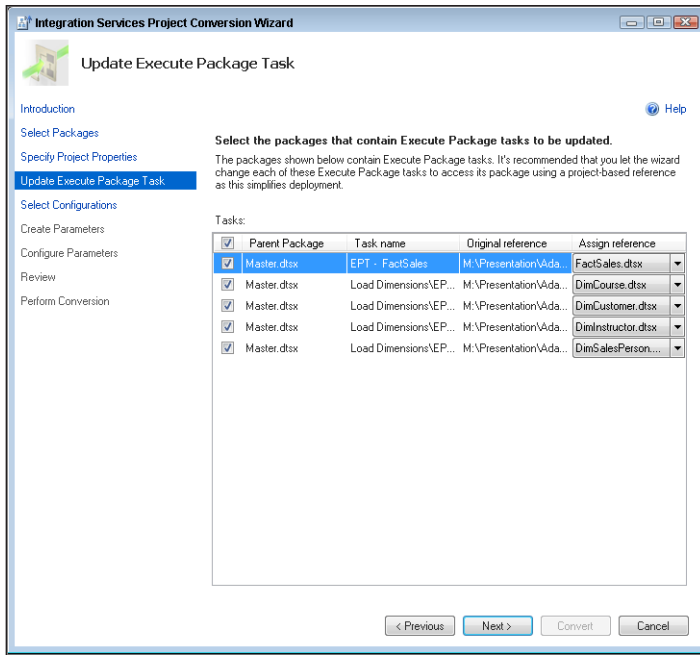 Integration Services Project Conversion Wizard
Update Execute Package Task
Introduction
Help
Select Packages
Specify Project Properties
Update Execute Package Task
Select Configurations
Create Parameters
Configure Parameters
Review
Perform Conversion
Select the packages that contain Execute Package tasks to be updated.
The packages shown below contain Execute Package tasks. It's recommended that you let the wizard
change each of these Execute Package tasks to access its package using a project-based reference
as this simplifies deployment.
Tasks:
Parent Package Task name Original reference Assign reference
Master.dtsx EPT - FactSales M:\Presentation\Ada... FactSales.dtsx
Master.dtsx Load Dimensions\EP... M:\Presentation\Ada... DimCourse.dtsx
Master.dtsx Load Dimensions\EP... M:\Presentation\Ada... DimCustomer.dtsx
Master.dtsx Load Dimensions\EP... M:\Presentation\Ada... DimInstructor.dtsx
Master.dtsx Load Dimensions\EP... M:\Presentation\Ada... DimSalesPerson....
< Previous Next > Convert Cancel